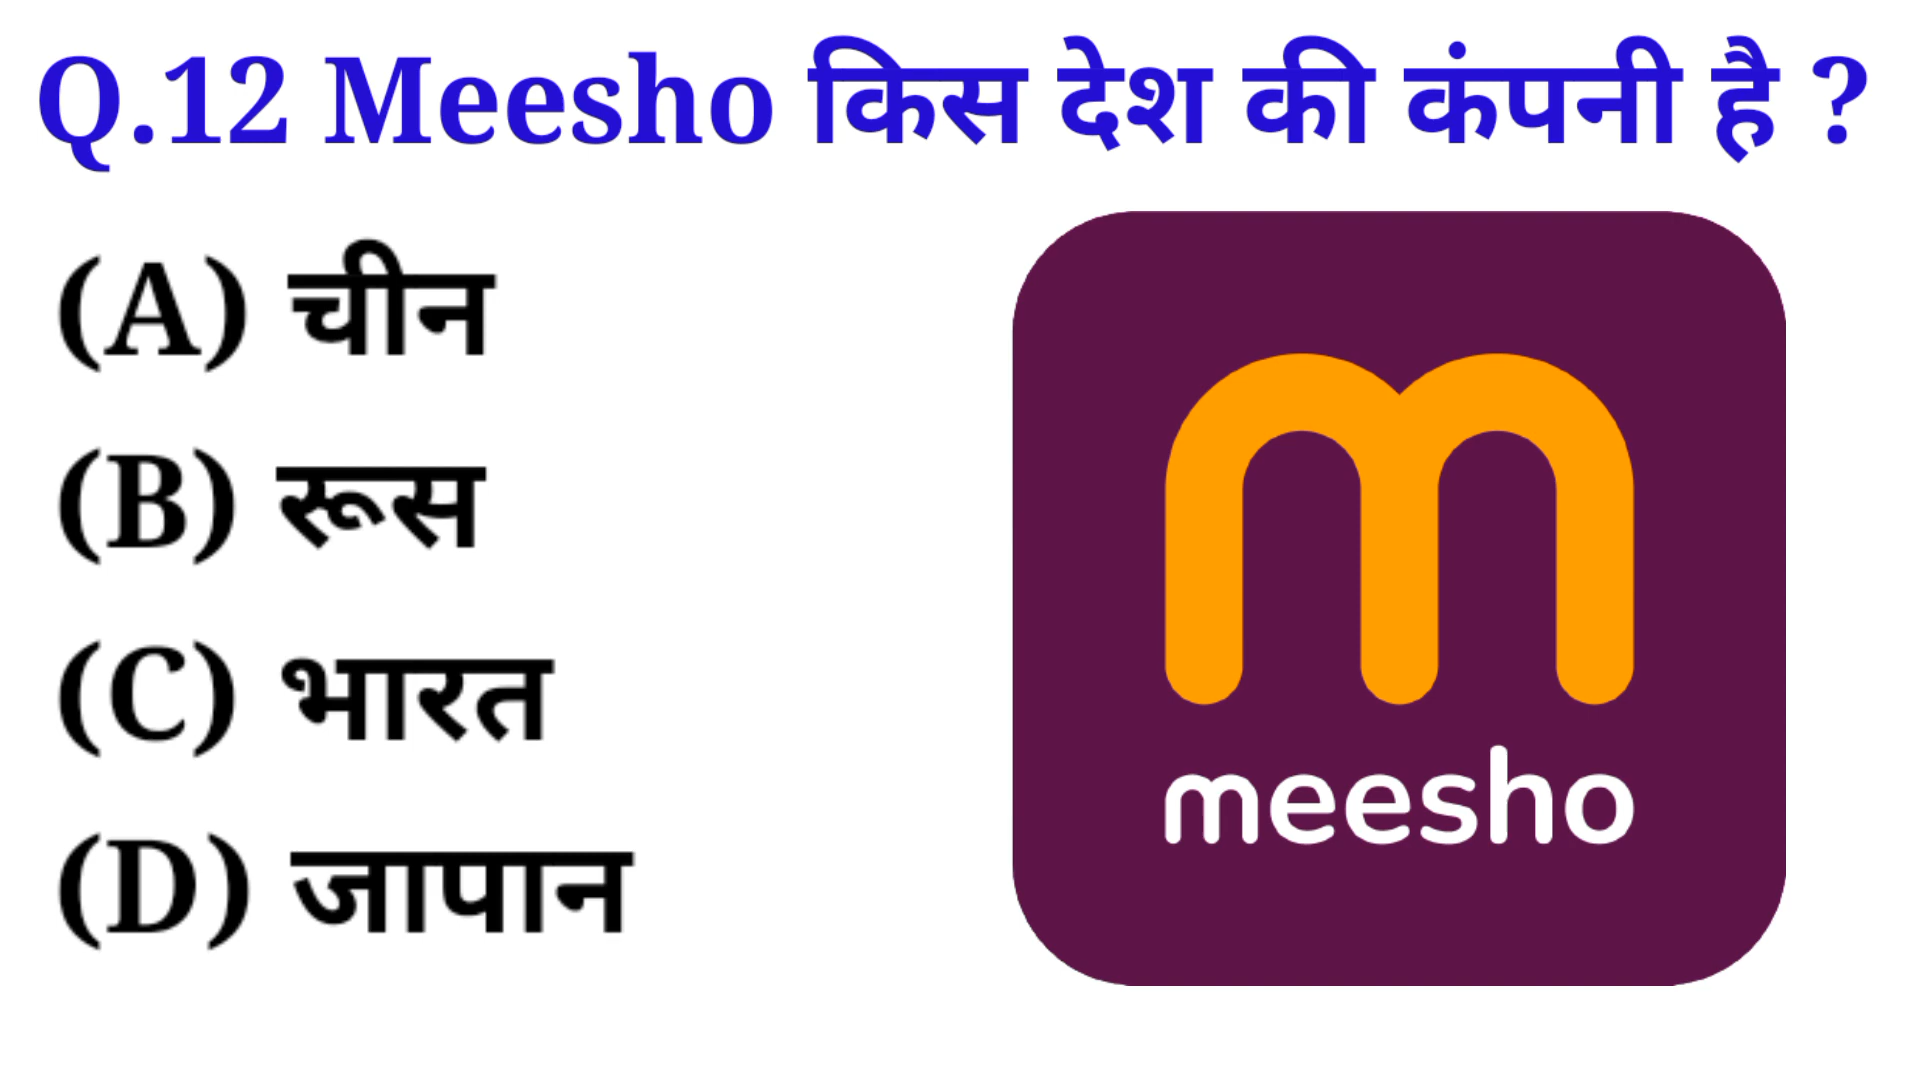 Q.12 Meesho किस देश की कंपनी है ?
(A) चीन
(B) रूस
(C) भारत
(D) जापान
meesho